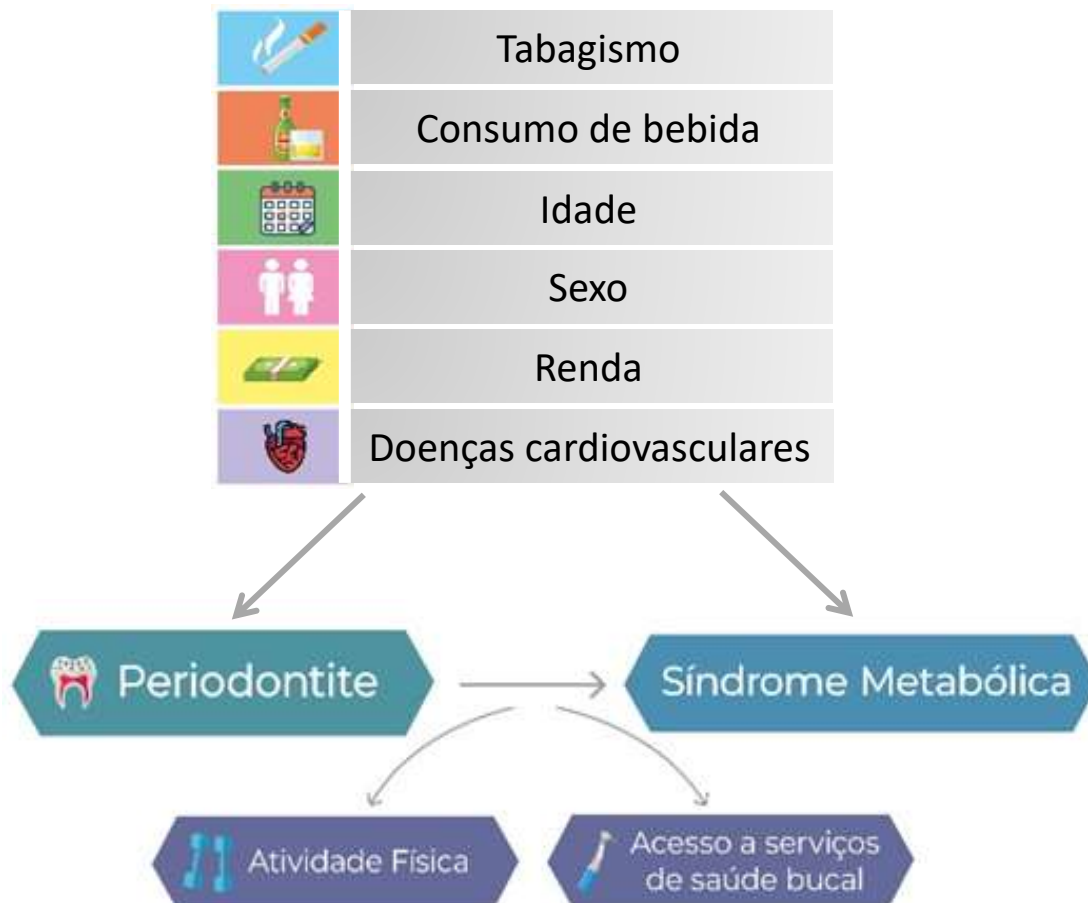 Tabagismo
Consumo de bebida
Idade
Sexo
Renda
Doenças cardiovasculares
Periodontite
Síndrome Metabólica
Atividade Física
Acesso a serviços
de saúde bucal